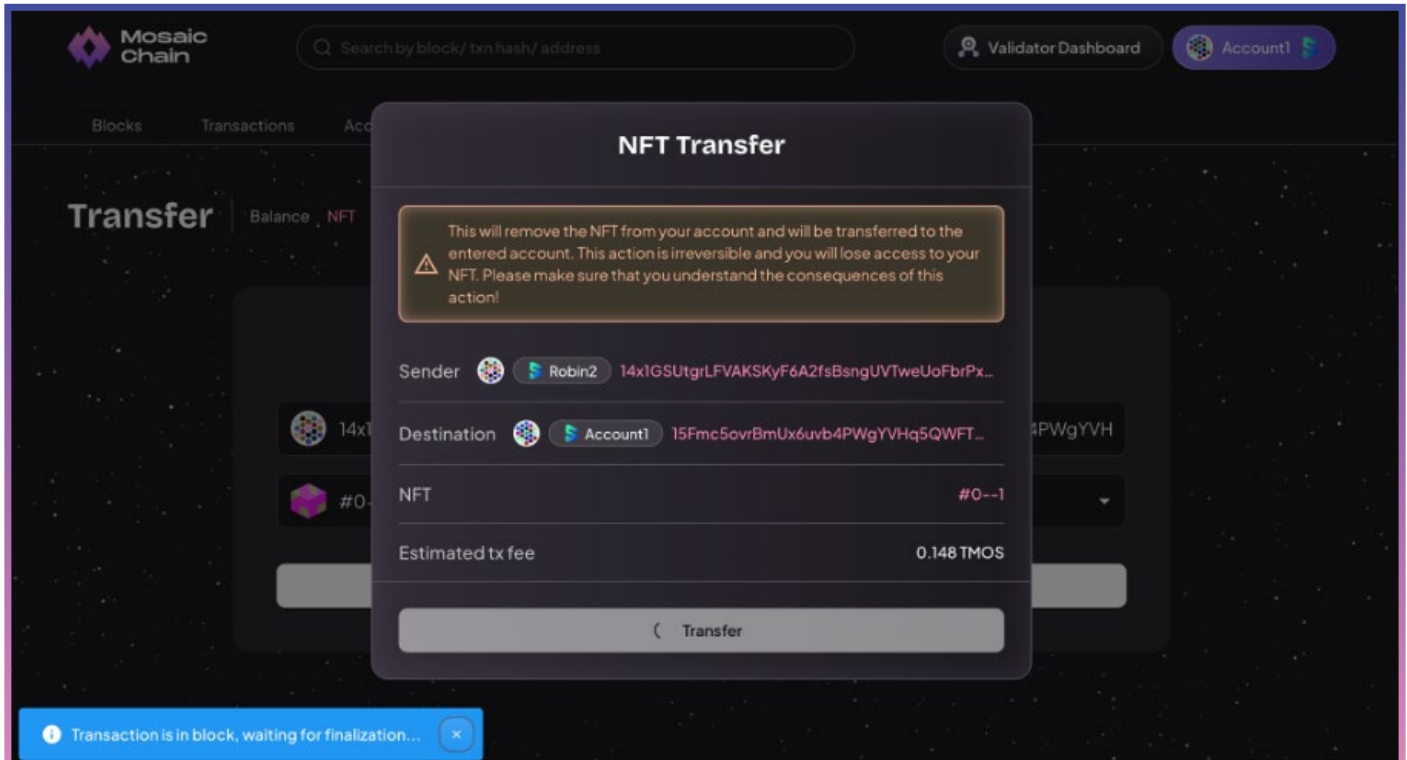 Mosaic
Chain
Search by block/ txn hash/ address
Validator Dashboard
Account1
Blocks
Transactions
Acc
NFT Transfer
Transfer
Balance
NFT
This will remove the NFT from your account and will be transferred to the
entered account. This action is irreversible and you will lose access to your
NFT. Please make sure that you understand the consequences of this
action!
Sender Robin2 14x1GSUtgrLFVAKSKyF6A2fsBsngUVTweUoFbrPx...
14x1
Destination Account1 15Fmc5ovrBmUx6uvb4PWgYVHq5QWFT...
4PWgYVH
#0-
NFT #0--1
Estimated tx fee 0.148 TMOS
Transfer
Transaction is in block, waiting for finalization...